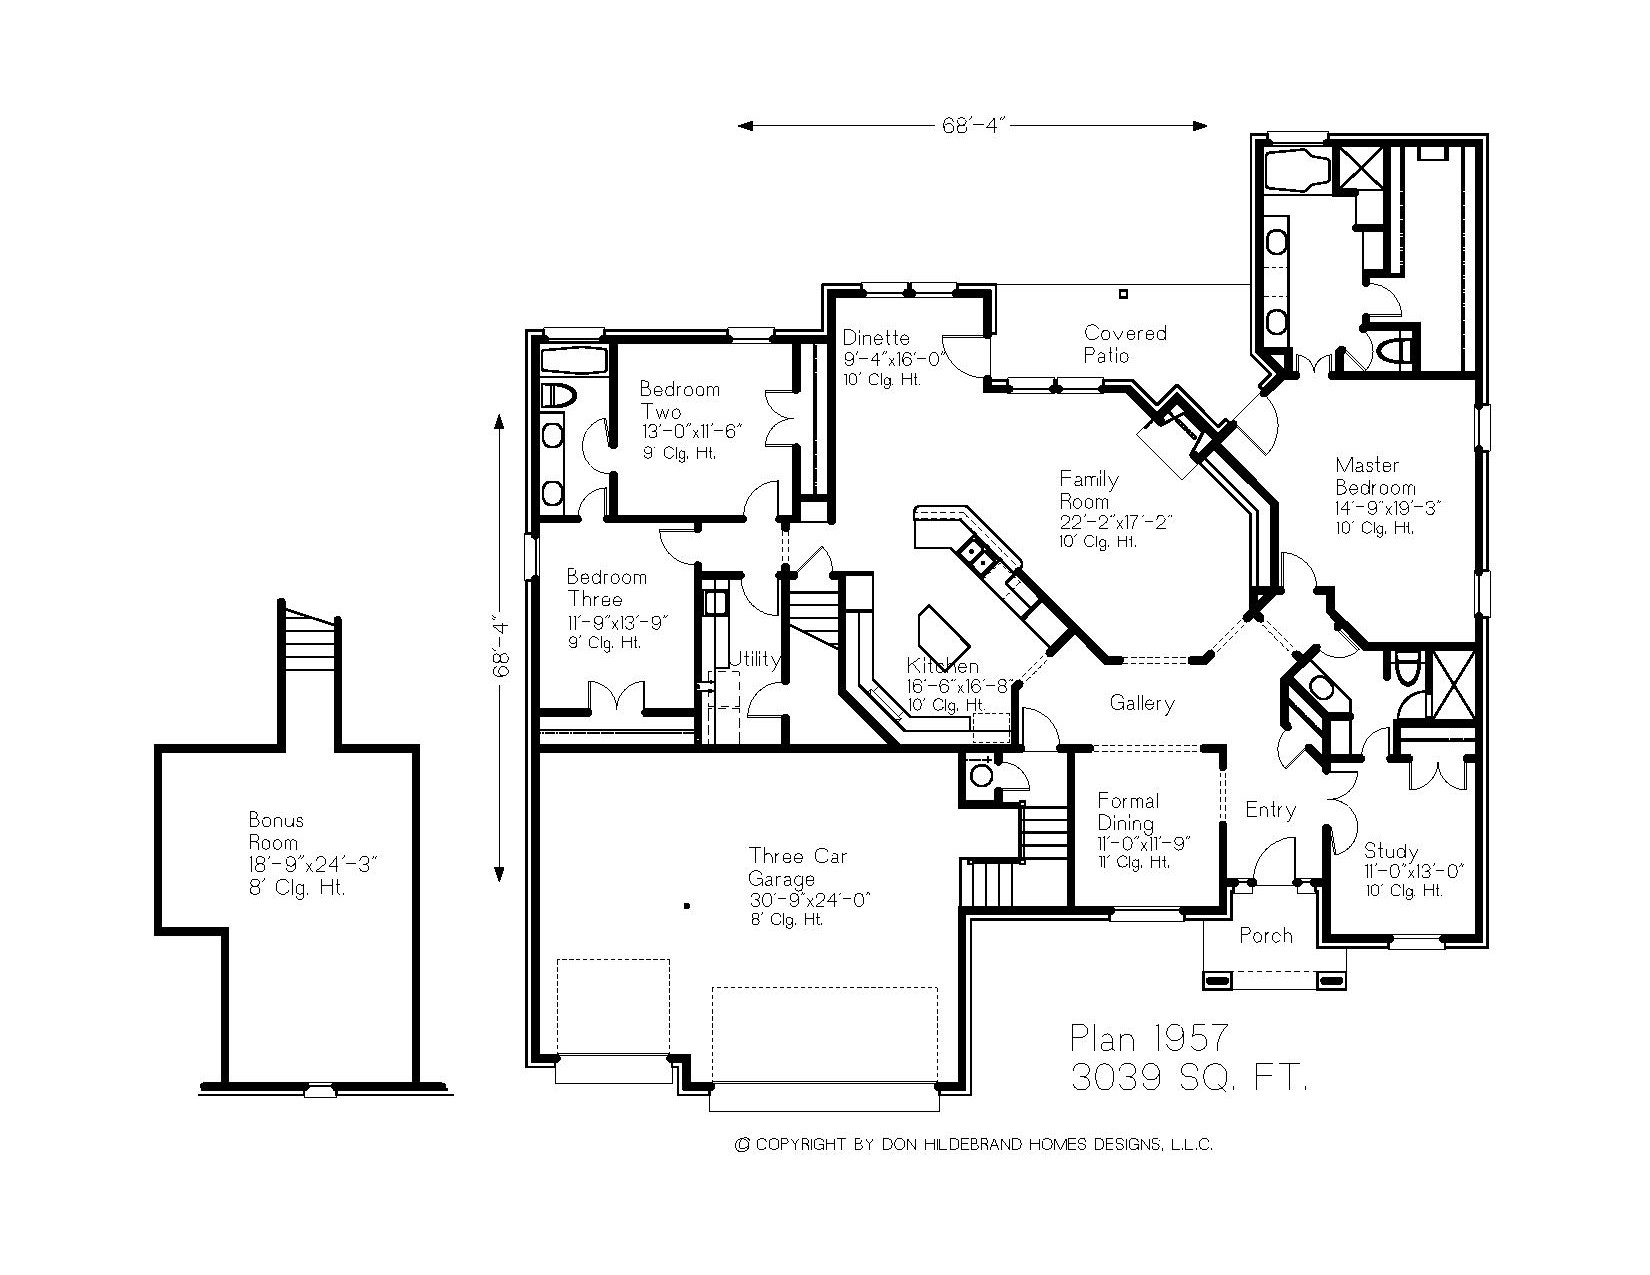 68'-4"
68'-4"
Dinette
9'-4"x16'-0"
10' Clg. Ht.
Covered
Patio
Bedroom
Two
13'-0"x11'-6"
9' Clg. Ht.
Family
Room
22'-2"x17'-2"
10' Clg. Ht.
Master
Bedroom
14'-9"x19'-3"
10' Clg. Ht.
Bedroom
Three
11'-9"x13'-9"
9' Clg. Ht.
Utility
Kitchen
16'-6"x16'-8"
10' Clg. Ht.
Gallery
Bonus
Room
18'-9"x24'-3"
8' Clg. Ht.
Three Car
Garage
30'-9"x24'-0"
8' Clg. Ht.
Formal
Dining
11'-0"x11'-9"
11' Clg. Ht.
Entry
Study
11'-0"x13'-0"
10' Clg. Ht.
Porch
Plan 1957
3039 SQ. FT.
© COPYRIGHT BY DON HILDEBRAND HOMES DESIGNS, L.L.C.